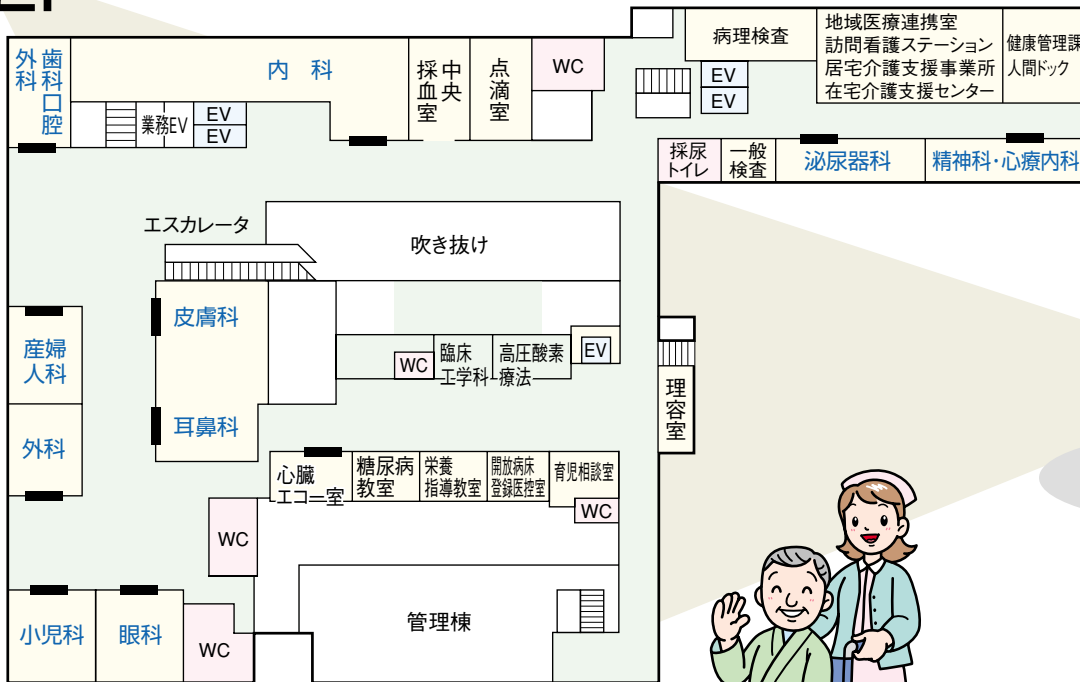 歯科口腔
外科
内 科
中央
採血室
点滴室
WC
病理検査
地域医療連携室
訪問看護ステーション
居宅介護支援事業所
在宅介護支援センター
健康管理課
人間ドック
業務EV
EV
EV
EV
EV
採尿
トイレ
一般
検査
泌尿器科
精神科・心療内科
エスカレータ
吹き抜け
皮膚科
産婦
人科
WC
臨床
工学科
高圧酸素
療法
EV
理容室
耳鼻科
外科
心臓
エコー室
糖尿病
教室
栄養
指導教室
開放病床
登録医控室
育児相談室
WC
WC
管理棟
小児科
眼科
WC